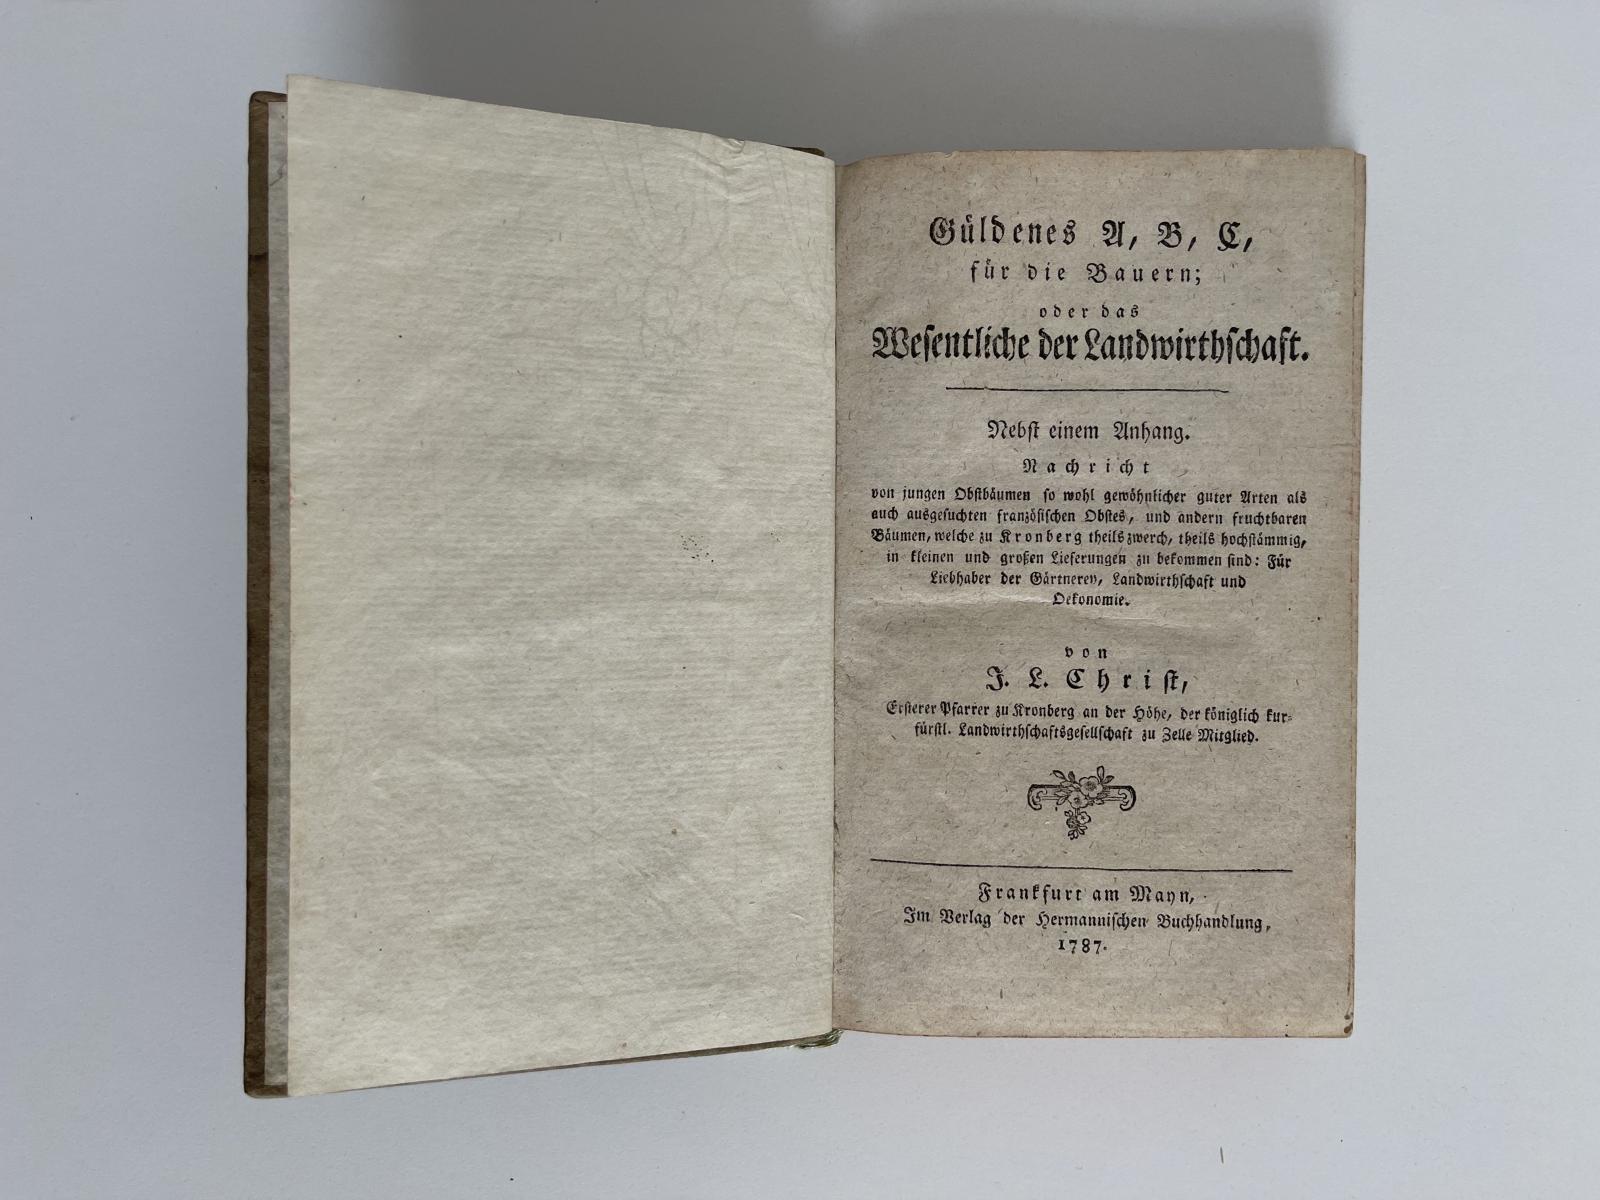 Güldenes A, B, C,
für die Bauern;
oder das
Weſentliche der Landwirthſchaft.
Nebſt einem Anhang.
Nachricht
von jungen Obſtbäumen ſo wohl gewöhnlicher guter Arten als
auch ausgeſuchten franzöſiſchen Obſtes, und andern fruchtbaren
Bäumen, welche zu Kronberg theils zwerch, theils hochſtämmig,
in kleinen und großen Lieferungen zu bekommen ſind: Für
Liebhaber der Gärtnerey, Landwirthſchaft und
Oekonomie.
von
J. L. Chriſt,
Erſterer Pfarrer zu Kronberg an der Höhe, der königlich kur-
fürſtl. Landwirthſchaftsgeſellſchaft zu Zelle Mitglied.
Frankfurt am Mayn,
Im Verlag der Hermanniſchen Buchhandlung,
1787.